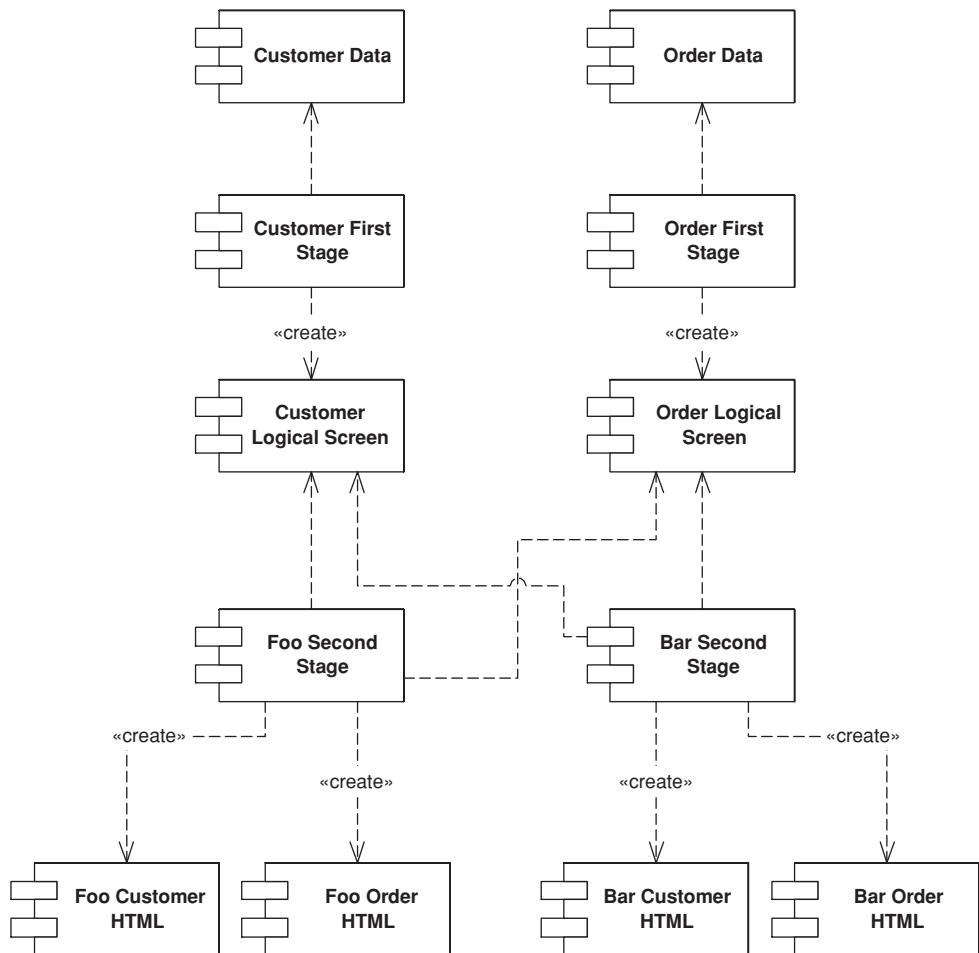 Customer Data
Order Data
Customer First
Stage
Order First
Stage
«create»
«create»
Customer
Logical Screen
Order Logical
Screen
Foo Second
Stage
Bar Second
Stage
«create»
«create»
«create»
«create»
Foo Customer
HTML
Foo Order
HTML
Bar Customer
HTML
Bar Order
HTML